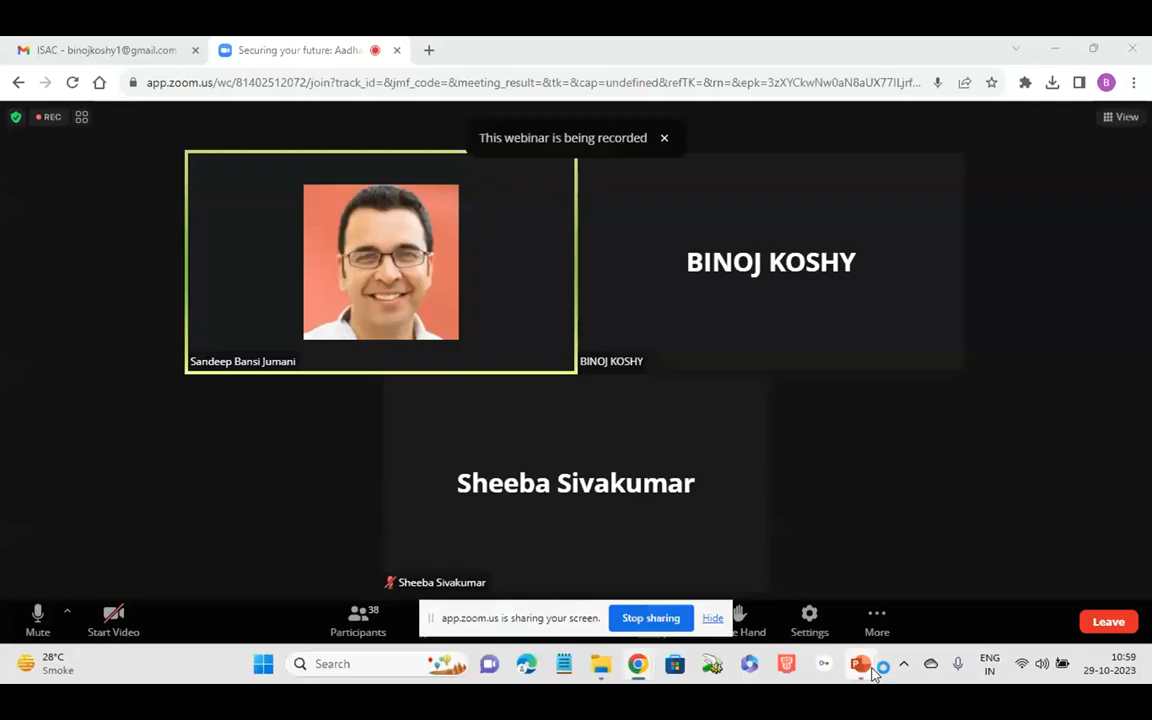 ISAC - binojkoshy1@gmail.com
Securing your future: Aadha
app.zoom.us/wc/81402512072/join?track_id=&jmf_code=&meeting_result=&tk=&cap=undefined&refTK=&rn=&epk=3zXYCkwNw0aN8aUX77ILjrf...
B
REC
View
This webinar is being recorded
BINOJ KOSHY
Sandeep Bansi Jumani
BINOJ KOSHY
Sheeba Sivakumar
Sheeba Sivakumar
Mute
Start Video
38
Participants
app.zoom.us is sharing your screen.
Stop sharing
Hide
Hand
Settings
More
Leave
28°C
Smoke
Search
ENG
IN
10:59
29-10-2023